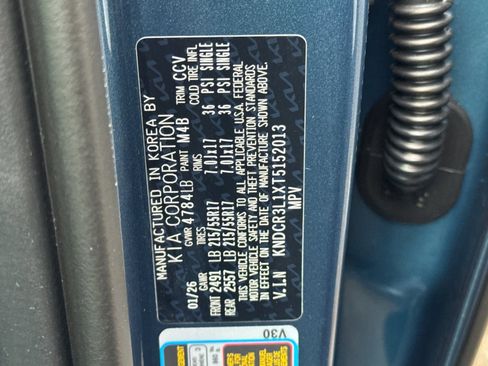 MANUFACTURED IN KOREA BY
KIA CORPORATION
GVWR 4784LB PAINT M4B TRIM CCV
01/26 GAWR TIRES RIMS COLD TIRE INFL
FRONT 2491 LB 215/55R17 7.0Jx17 36 PSI SINGLE
REAR 2557 LB 215/55R17 7.0Jx17 36 PSI SINGLE
THIS VEHICLE CONFORMS TO ALL APPLICABLE U.S.A. FEDERAL
MOTOR VEHICLE SAFETY AND THEFT PREVENTION STANDARDS
IN EFFECT ON THE DATE OF MANUFACTURE SHOWN ABOVE.
V.I.N KNDCR3L1XT5152013
MPV
V30